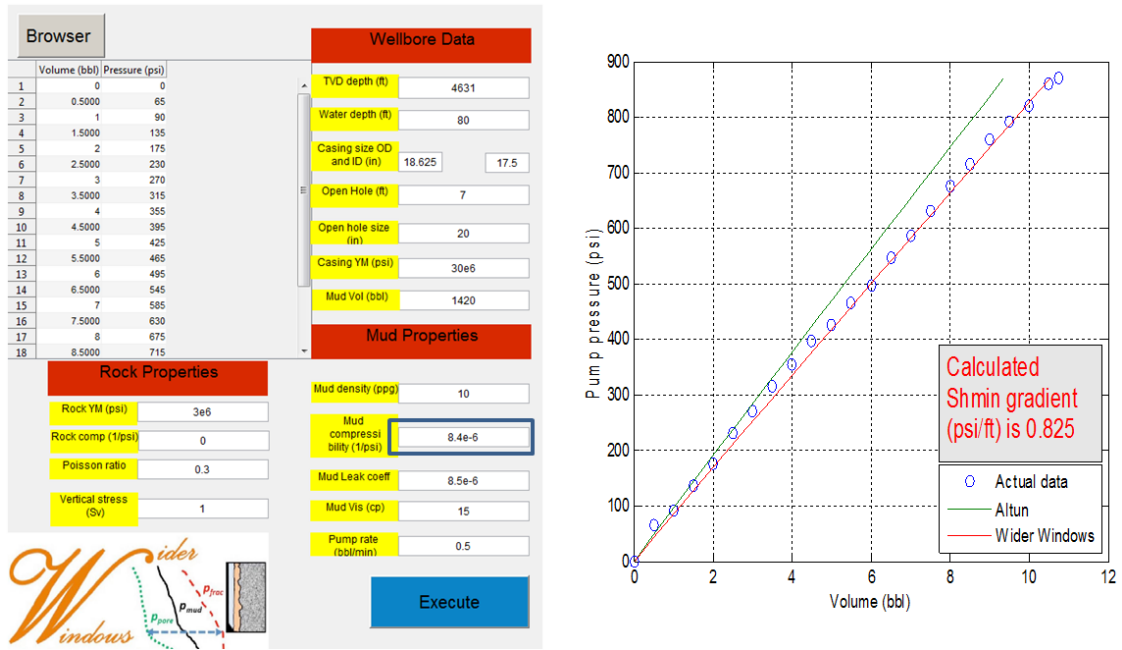 Browser
Volume (bbl) Pressure (psi)
1 0 0
2 0.5000 65
3 1 90
4 1.5000 135
5 2 175
6 2.5000 230
7 3 270
8 3.5000 315
9 4 355
10 4.5000 395
11 5 425
12 5.5000 465
13 6 495
14 6.5000 545
15 7 585
16 7.5000 630
17 8 675
18 8.5000 715
Wellbore Data
TVD depth (ft) 4631
Water depth (ft) 80
Casing size OD
and ID (in) 18.625 17.5
Open Hole (ft) 7
Open hole size
(in) 20
Casing YM (psi) 30e6
Mud Vol (bbl) 1420
Mud Properties
Mud density (ppg) 10
Mud
compressi
bility (1/psi) 8.4e-6
Mud Leak coeff 8.5e-6
Mud Vis (cp) 15
Pump rate
(bbl/min) 0.5
Execute
Rock Properties
Rock YM (psi) 3e6
Rock comp (1/psi) 0
Poisson ratio 0.3
Vertical stress
(Sv) 1
Wider
Windows
Ppore
Pmud
Pfrac
Pump pressure (psi)
900
800
700
600
500
400
300
200
100
0
0 2 4 6 8 10 12
Volume (bbl)
Calculated
Shmin gradient
(psi/ft) is 0.825
Actual data
Altun
Wider Windows